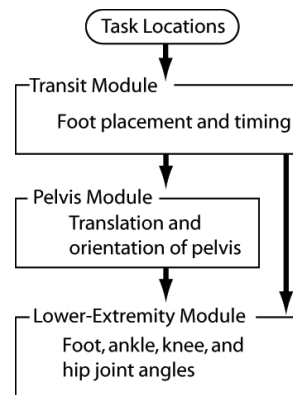 Task Locations
Transit Module
Foot placement and timing
Pelvis Module
Translation and
orientation of pelvis
Lower-Extremity Module
Foot, ankle, knee, and
hip joint angles